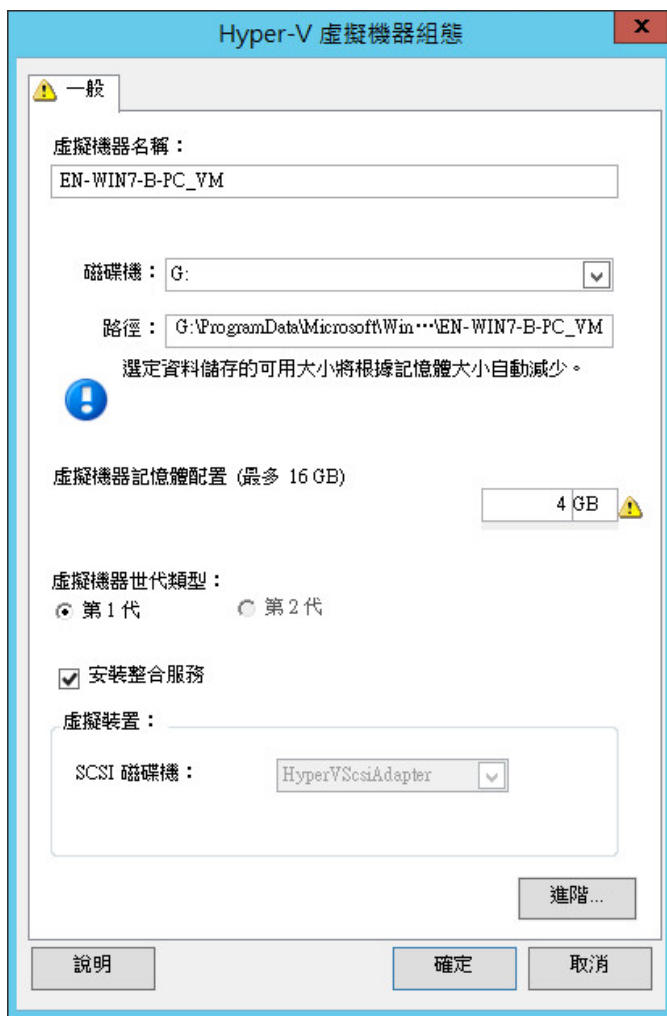 Hyper-V 虛擬機器組態
x
一般
虛擬機器名稱：
EN-WIN7-B-PC_VM
磁碟機： G:
路徑： G:\ProgramData\Microsoft\Win⋯\EN-WIN7-B-PC_VM
選定資料儲存的可用大小將根據記憶體大小自動減少。
虛擬機器記憶體配置 (最多 16 GB)
4 GB
虛擬機器世代類型：
第 1 代 第 2 代
安裝整合服務
虛擬裝置：
SCSI 磁碟機： HyperVScsiAdapter
進階...
說明 確定 取消